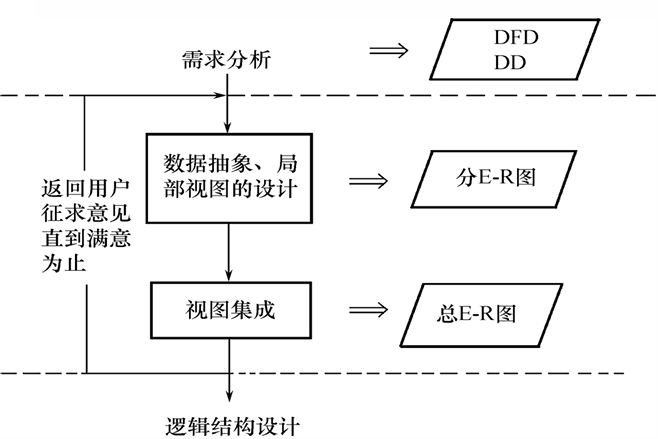 需求分析
DFD
DD
数据抽象、局
部视图的设计
分E-R图
返回用户
征求意见
直到满意
为止
视图集成
总E-R图
逻辑结构设计